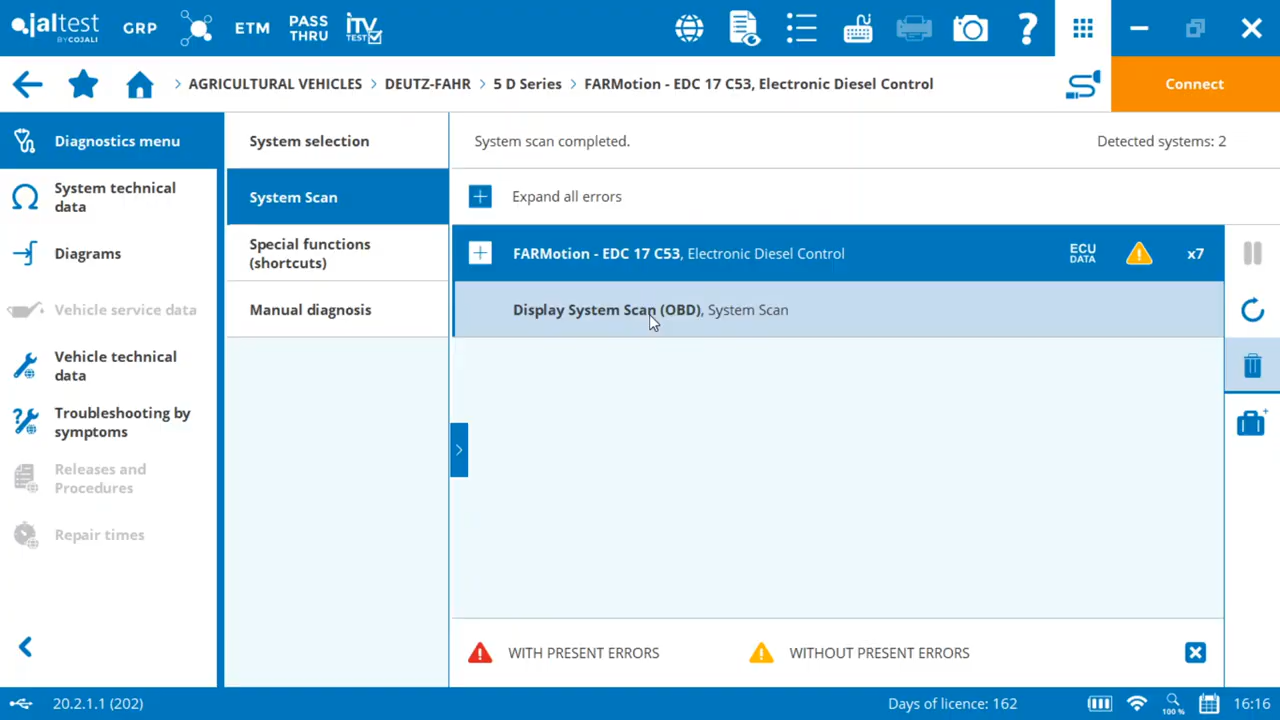 jaltest
BY COJALI
GRP
ETM
PASS
THRU
iTV
TEST
?
AGRICULTURAL VEHICLES > DEUTZ-FAHR > 5 D Series > FARMotion - EDC 17 C53, Electronic Diesel Control
Connect
Diagnostics menu
System technical
data
Diagrams
Vehicle service data
Vehicle technical
data
Troubleshooting by
symptoms
Releases and
Procedures
Repair times
System selection
System Scan
Special functions
(shortcuts)
Manual diagnosis
System scan completed.
Detected systems: 2
Expand all errors
FARMotion - EDC 17 C53, Electronic Diesel Control
ECU
DATA
x7
Display System Scan (OBD), System Scan
WITH PRESENT ERRORS
WITHOUT PRESENT ERRORS
20.2.1.1 (202)
Days of licence: 162
100 %
16:16